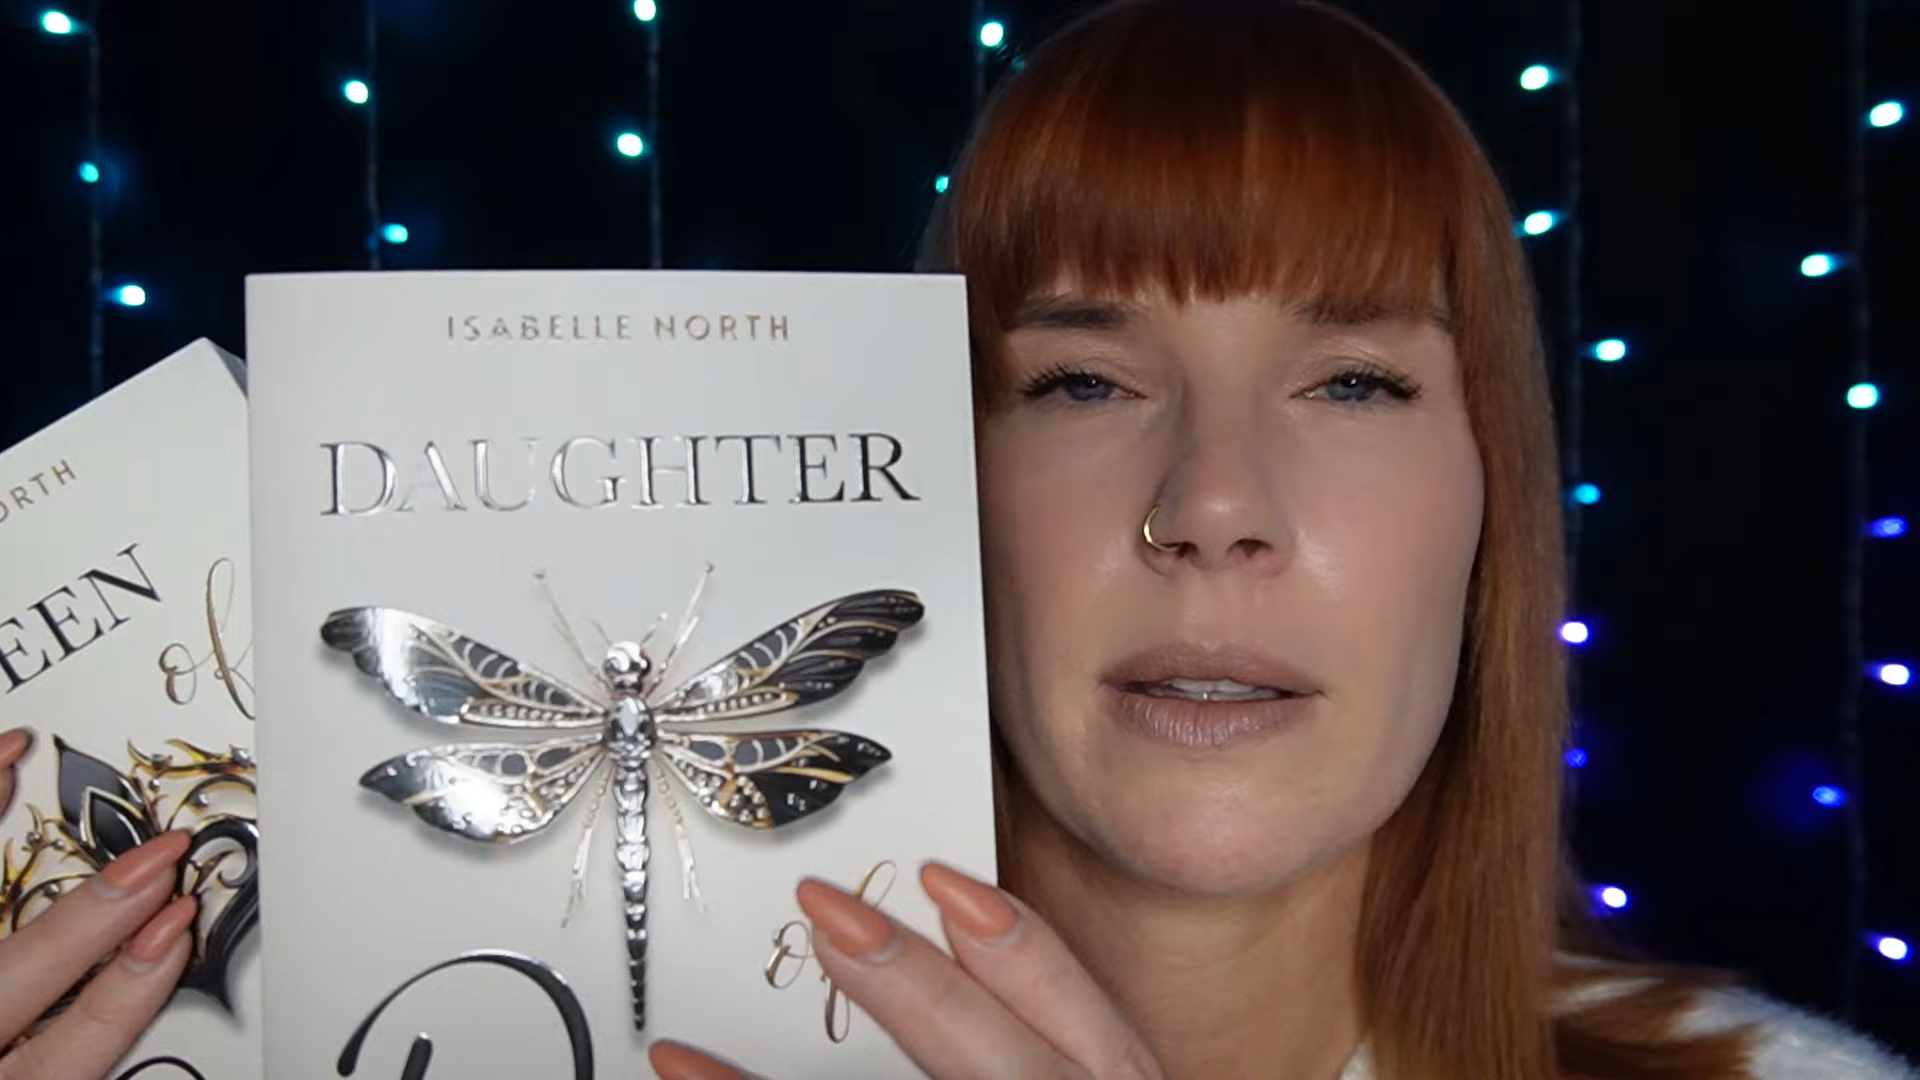 ISABELLE NORTH
DAUGHTER
of
ORTH
EEN
of